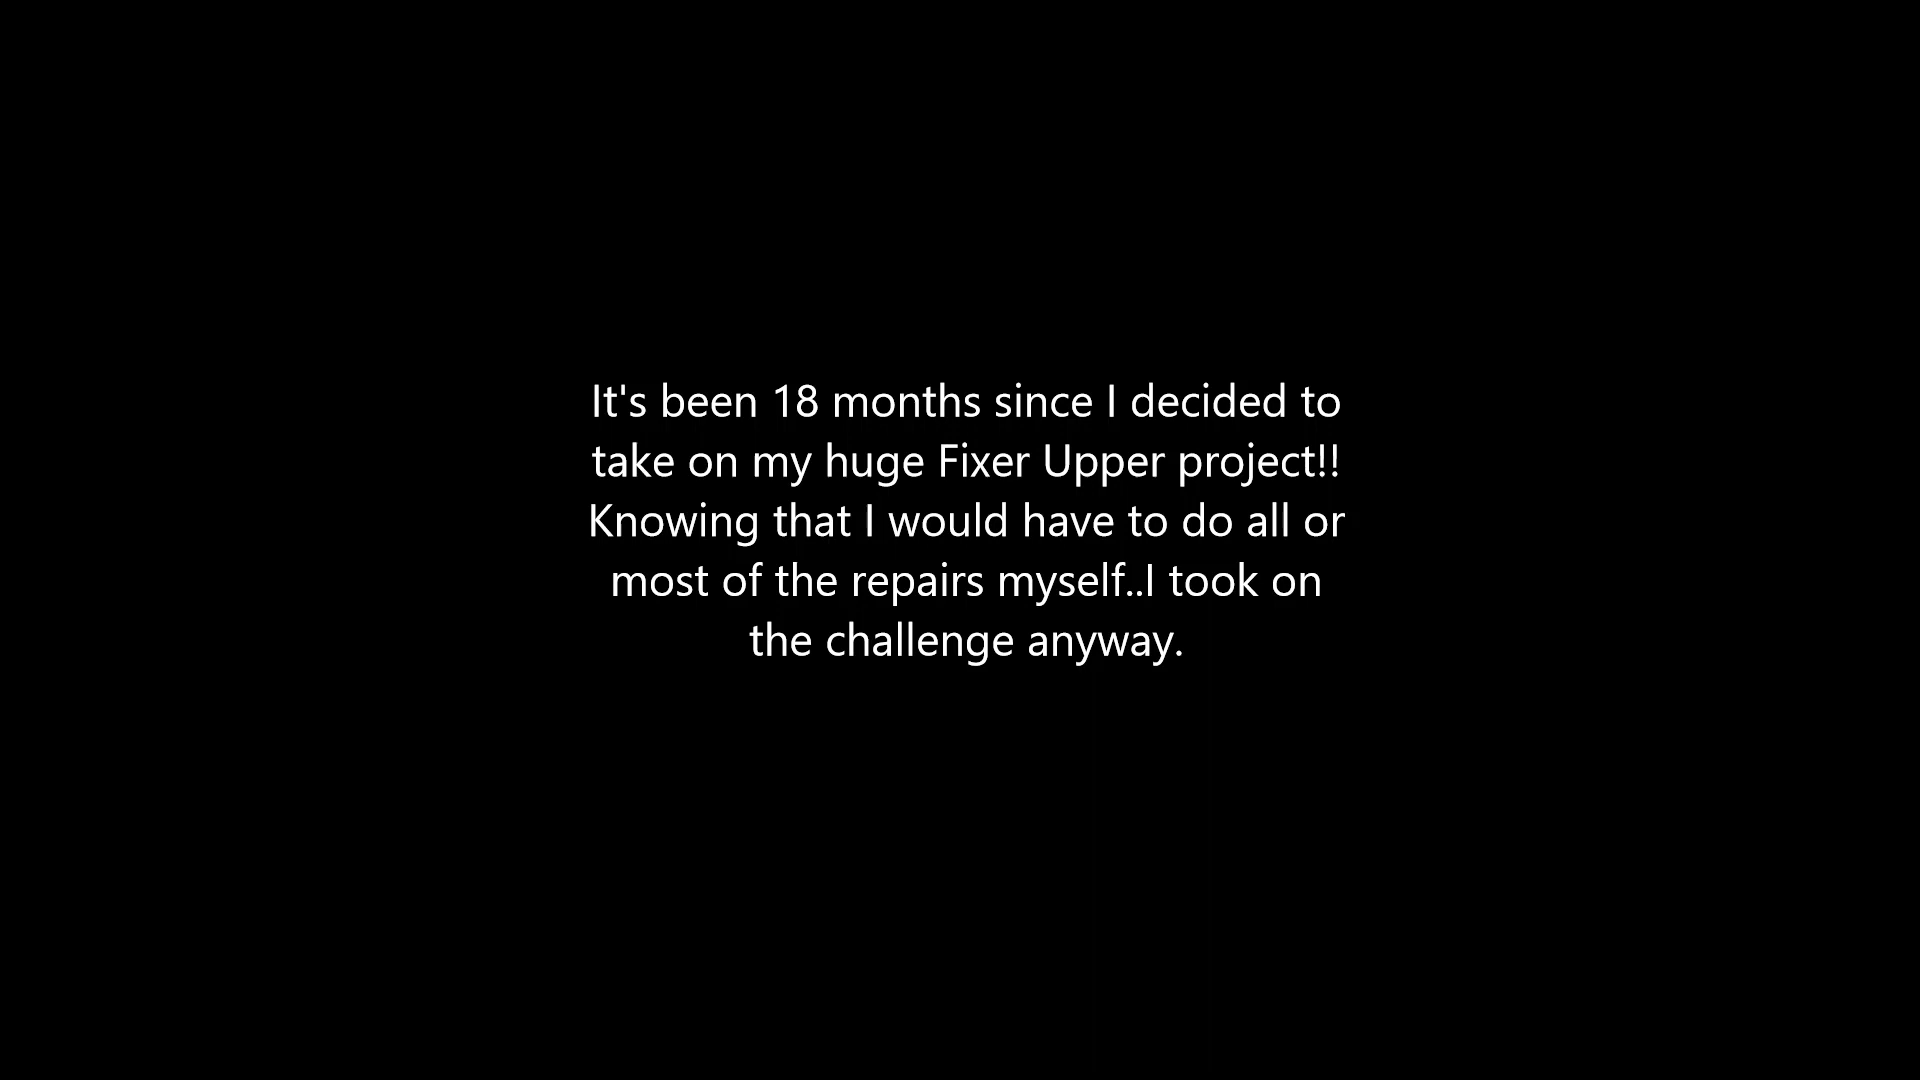 It's been 18 months since I decided to
take on my huge Fixer Upper project!!
Knowing that I would have to do all or
most of the repairs myself..I took on
the challenge anyway.